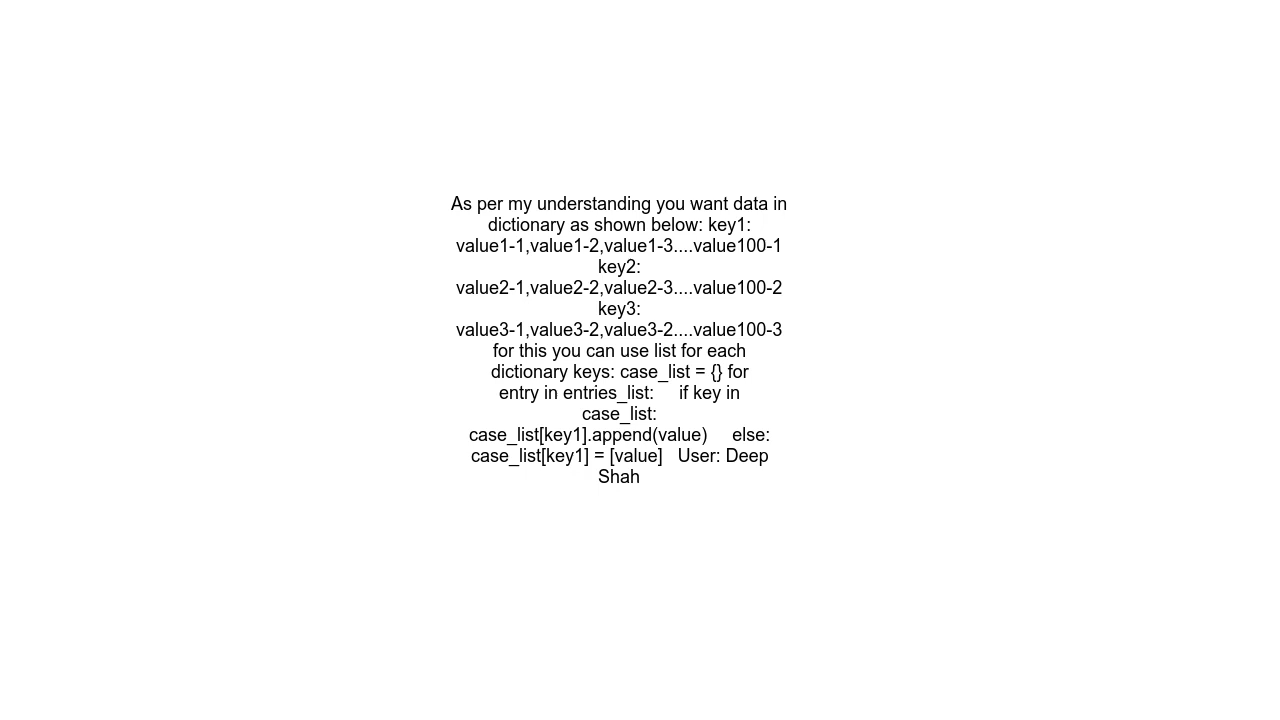 As per my understanding you want data in
dictionary as shown below: key1:
value1-1,value1-2,value1-3....value100-1
key2:
value2-1,value2-2,value2-3....value100-2
key3:
value3-1,value3-2,value3-2....value100-3
for this you can use list for each
dictionary keys: case_list = {} for
entry in entries_list:     if key in
case_list:
case_list[key1].append(value)     else:
case_list[key1] = [value]   User: Deep
Shah